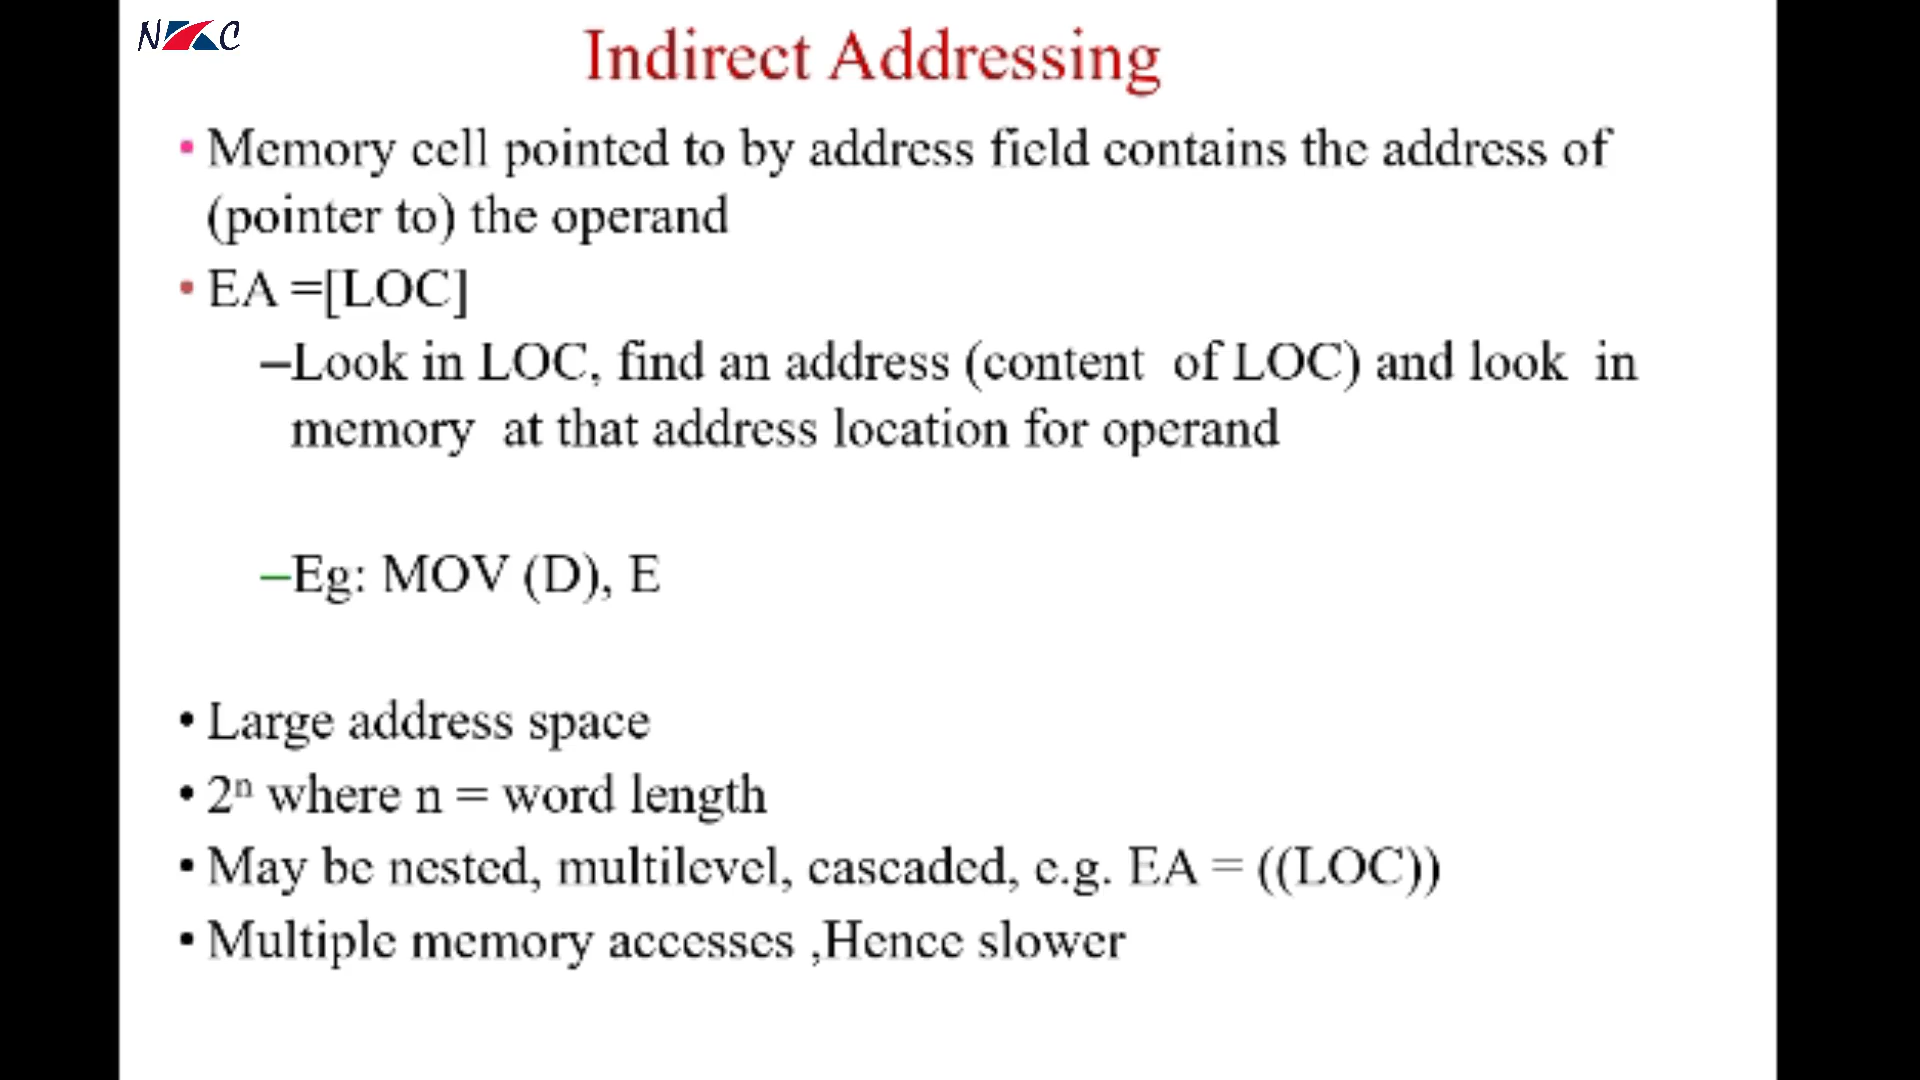 Indirect Addressing
• Memory cell pointed to by address field contains the address of
(pointer to) the operand
• EA =[LOC]
–Look in LOC, find an address (content of LOC) and look in
memory at that address location for operand
–Eg: MOV (D), E
• Large address space
• 2ⁿ where n = word length
• May be nested, multilevel, cascaded, e.g. EA = ((LOC))
• Multiple memory accesses ,Hence slower